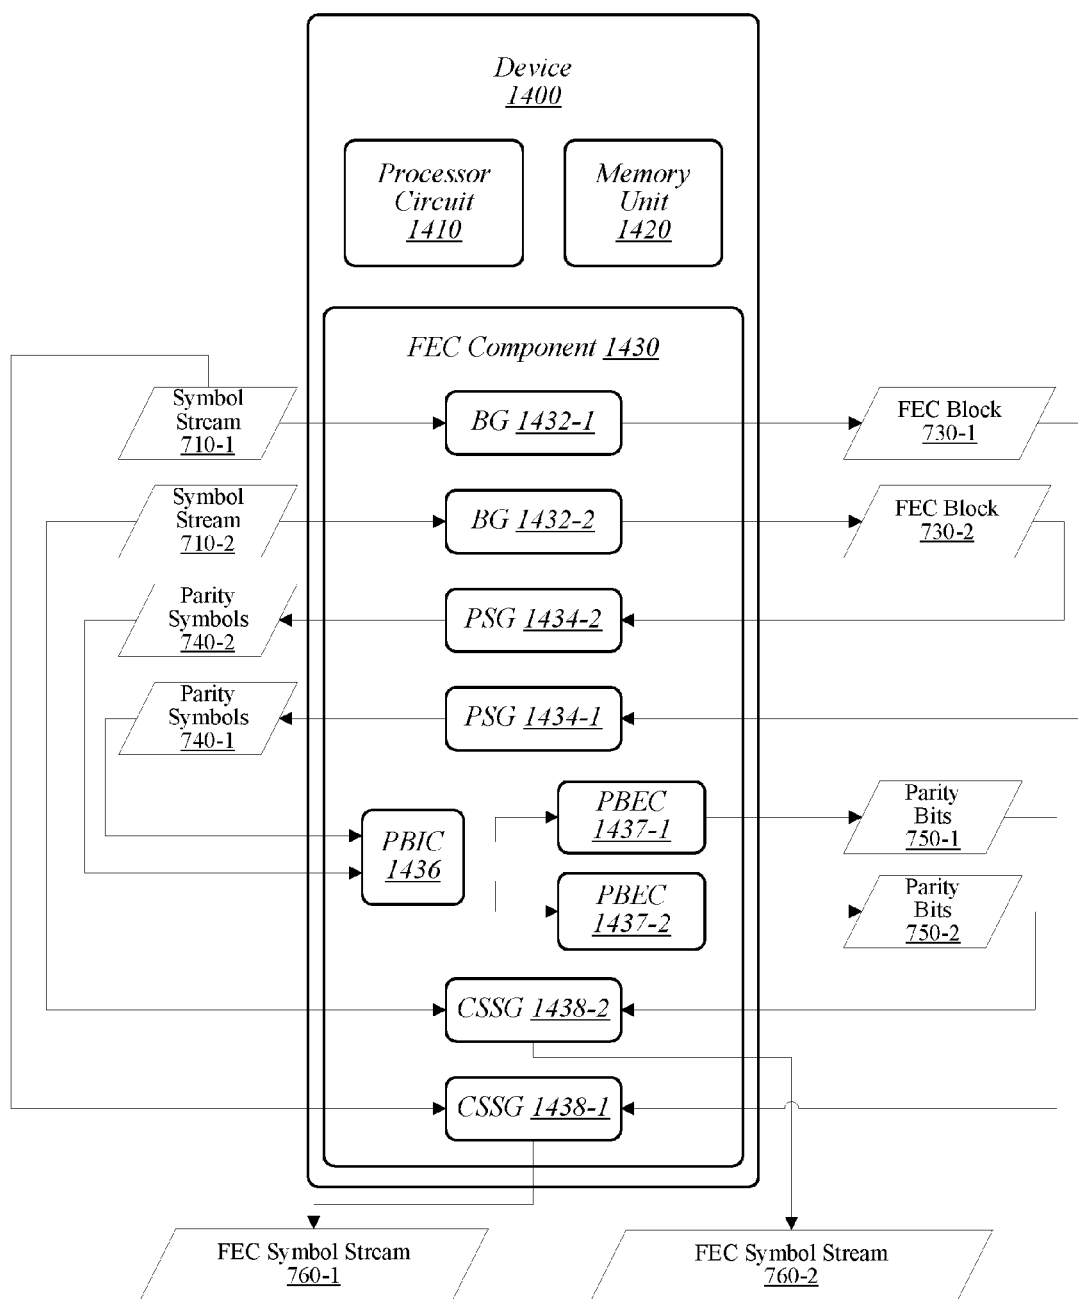 Device
1400
Processor
Circuit
1410
Memory
Unit
1420
FEC Component 1430
Symbol
Stream
710-1
BG 1432-1
FEC Block
730-1
Symbol
Stream
710-2
BG 1432-2
FEC Block
730-2
Parity
Symbols
740-2
PSG 1434-2
Parity
Symbols
740-1
PSG 1434-1
PBIC
1436
PBEC
1437-1
Parity
Bits
750-1
PBEC
1437-2
Parity
Bits
750-2
CSSG 1438-2
CSSG 1438-1
FEC Symbol Stream
760-1
FEC Symbol Stream
760-2